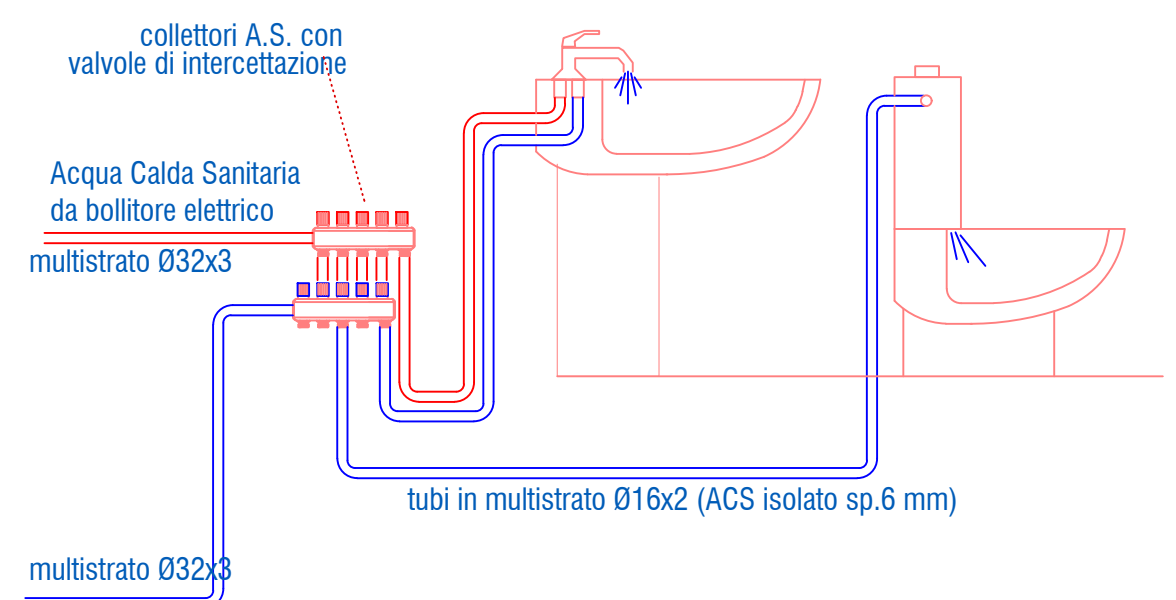 collettori A.S. con
valvole di intercettazione
Acqua Calda Sanitaria
da bollitore elettrico
multistrato Ø32x3
tubi in multistrato Ø16x2 (ACS isolato sp.6 mm)
multistrato Ø32x3